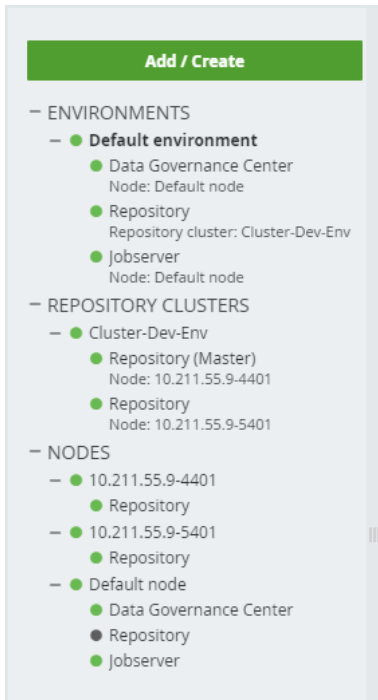 Add / Create
ENVIRONMENTS
Default environment
Data Governance Center
Node: Default node
Repository
Repository cluster: Cluster-Dev-Env
Jobserver
Node: Default node
REPOSITORY CLUSTERS
Cluster-Dev-Env
Repository (Master)
Node: 10.211.55.9-4401
Repository
Node: 10.211.55.9-5401
NODES
10.211.55.9-4401
Repository
10.211.55.9-5401
Repository
Default node
Data Governance Center
Repository
Jobserver